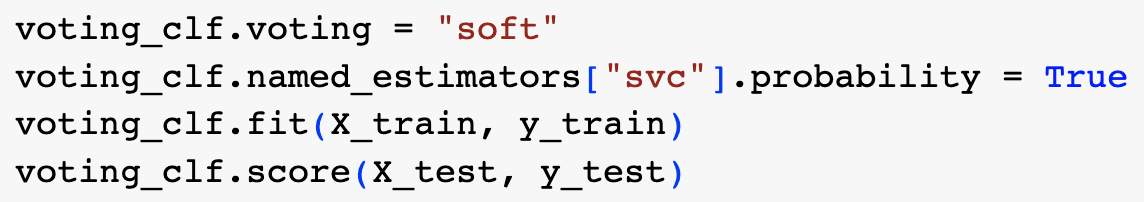 voting_clf.voting = "soft"
voting_clf.named_estimators["svc"].probability = True
voting_clf.fit(X_train, y_train)
voting_clf.score(X_test, y_test)